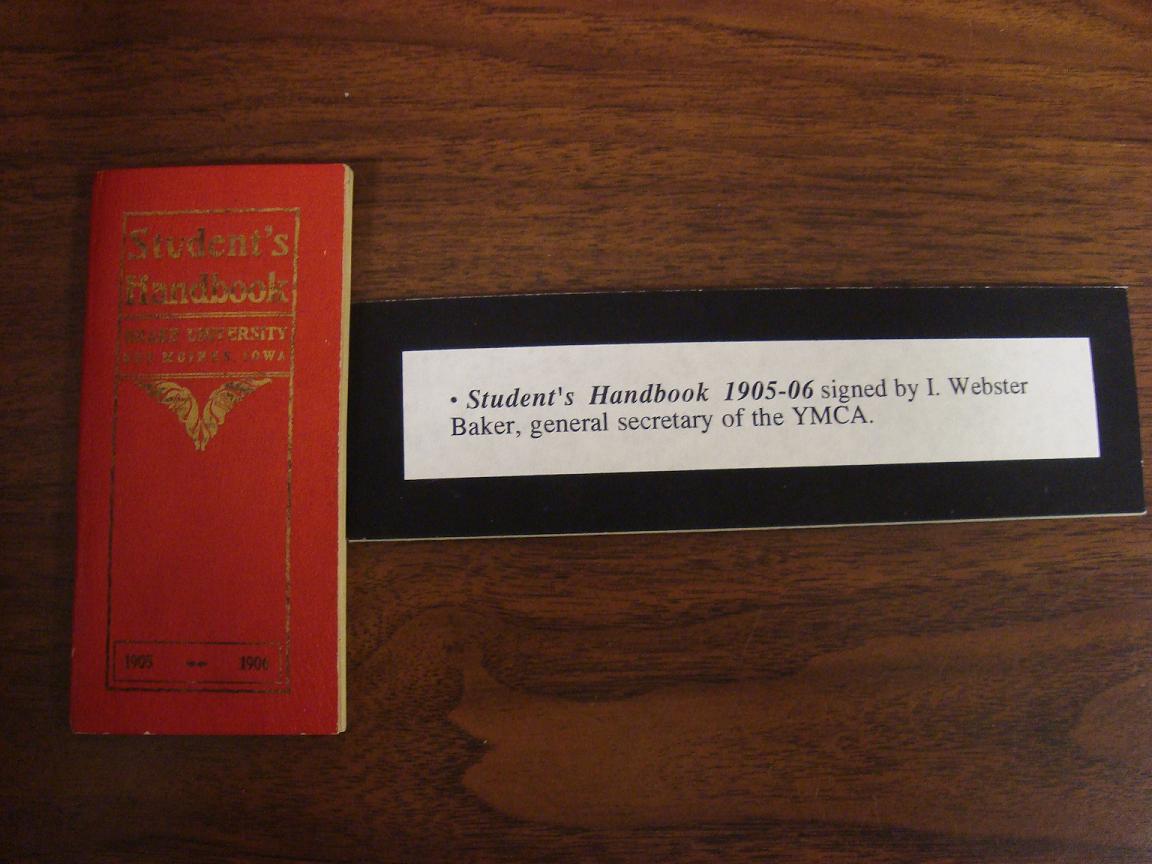 Student's
Handbook
DRAKE UNIVERSITY
DES MOINES, IOWA
1905 1906
• Student's Handbook 1905-06 signed by I. Webster
Baker, general secretary of the YMCA.